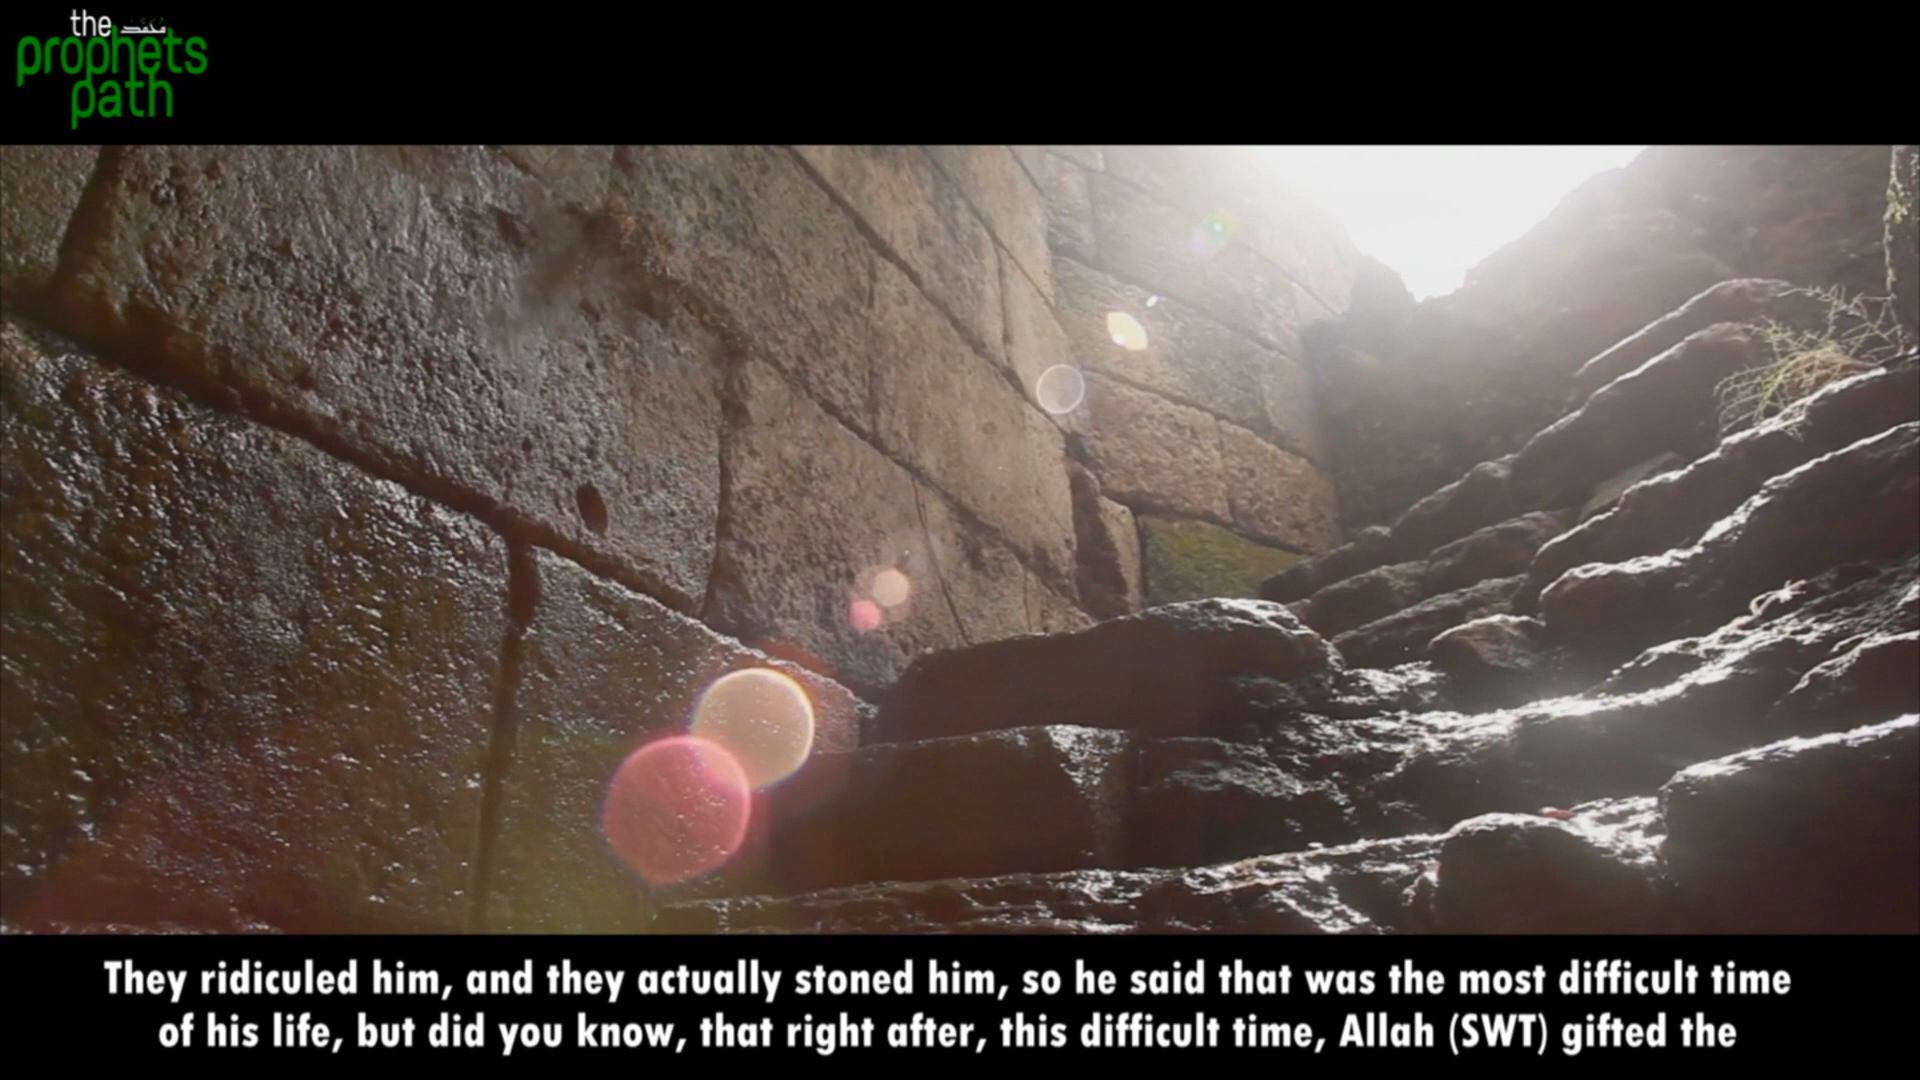 the محمد
prophets
path
They ridiculed him, and they actually stoned him, so he said that was the most difficult time
of his life, but did you know, that right after, this difficult time, Allah (SWT) gifted the